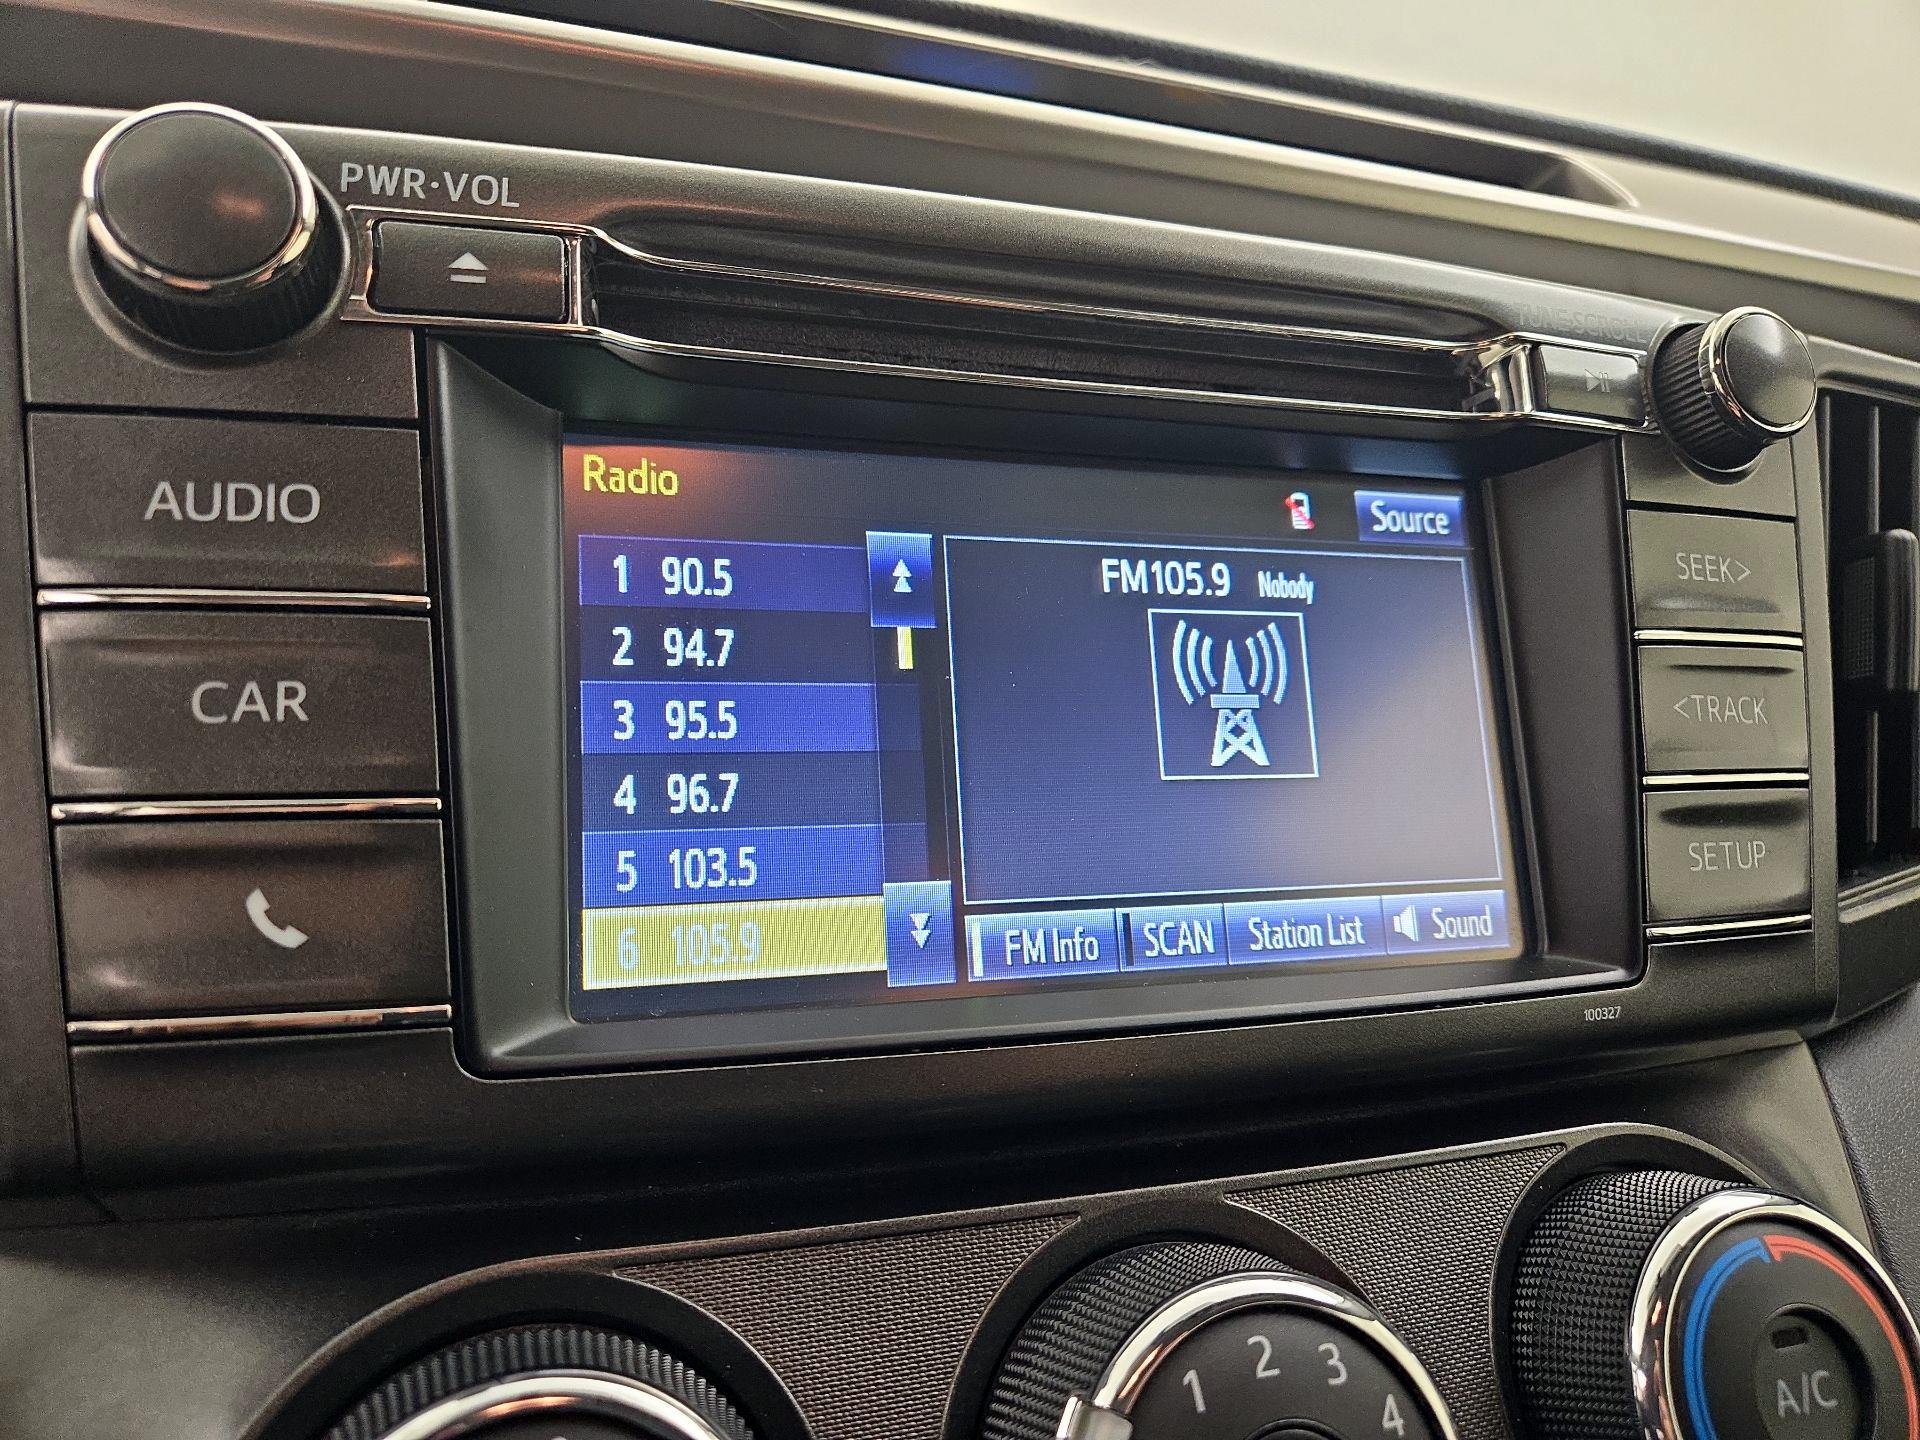 PWR·VOL
TUNE·SCROLL
AUDIO
CAR
Radio
Source
1 90.5
2 94.7
3 95.5
4 96.7
5 103.5
6 105.9
FM105.9 Nobody
FM Info
SCAN
Station List
Sound
SEEK>
<TRACK
SETUP
100327
1
2
3
4
A/C